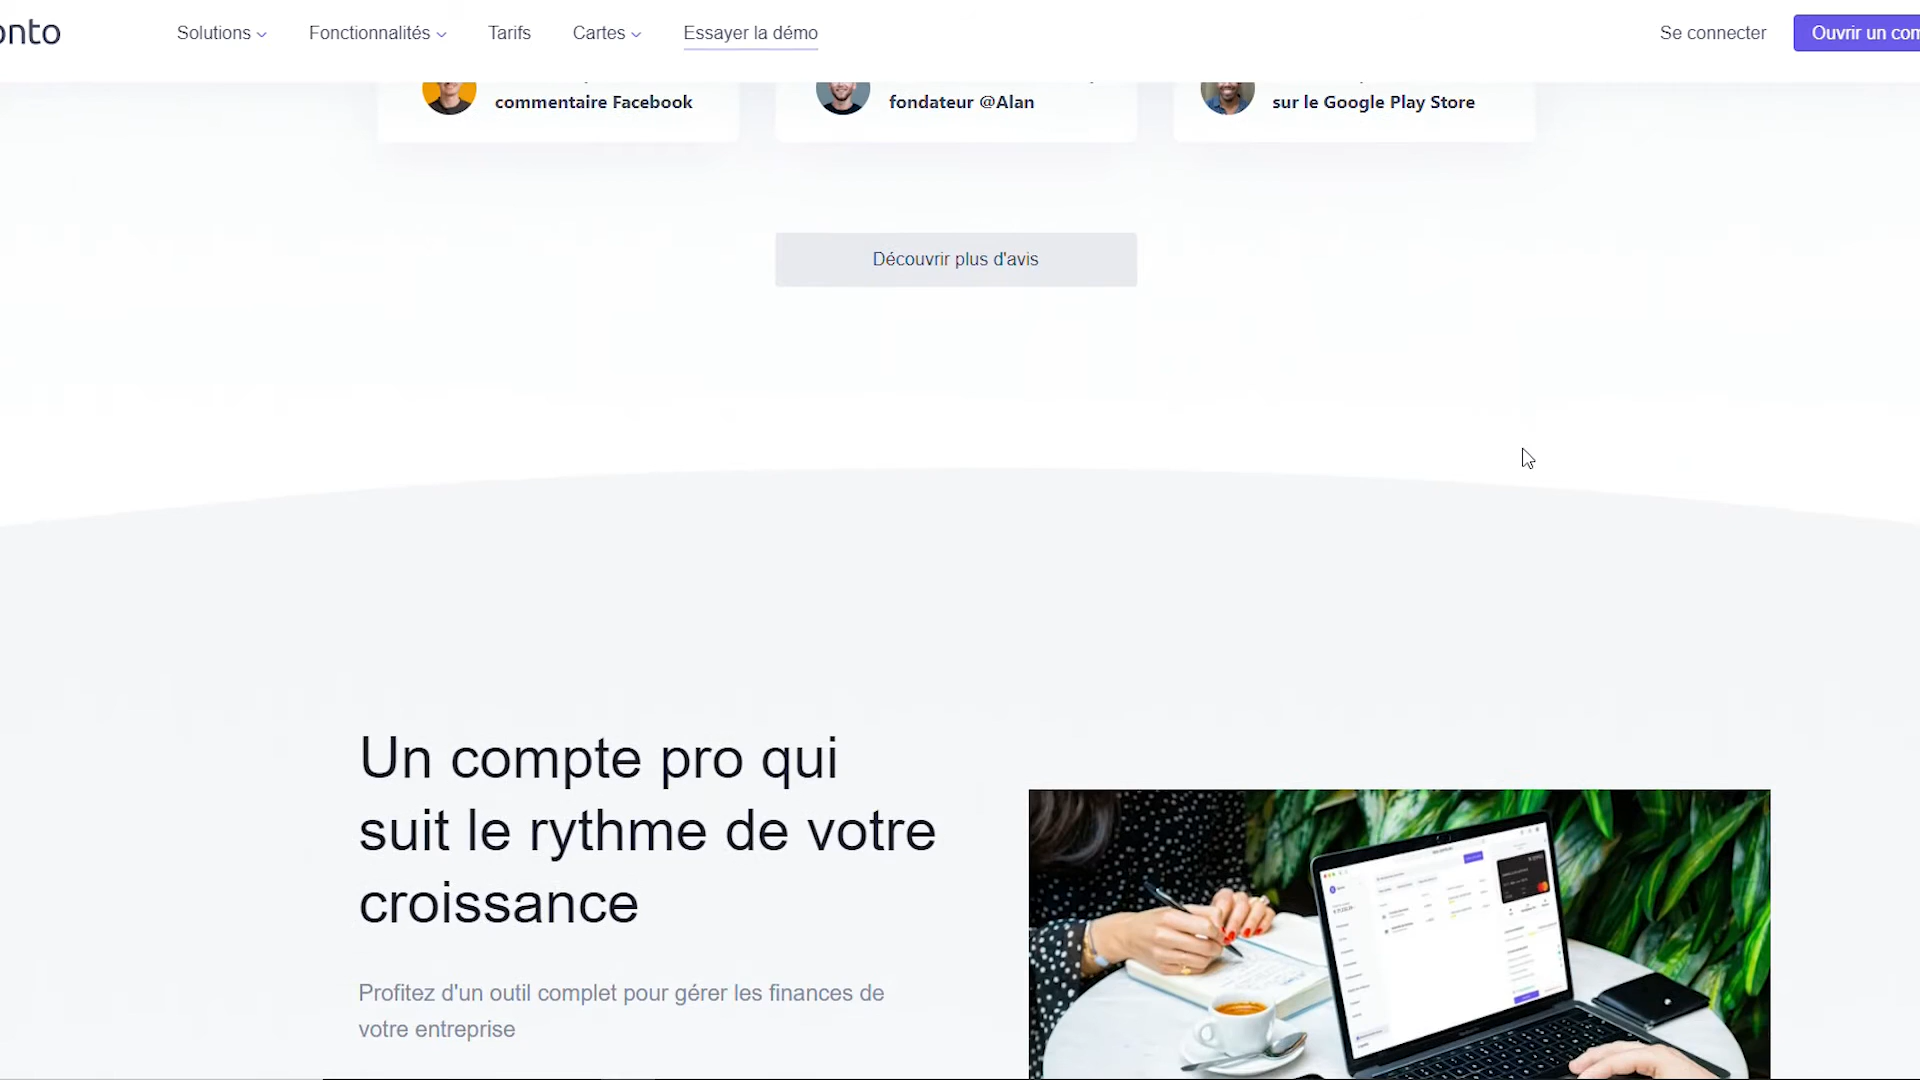 onto
Solutions
Fonctionnalités
Tarifs
Cartes
Essayer la démo
Se connecter
Ouvrir un com
commentaire Facebook
fondateur @Alan
sur le Google Play Store
Découvrir plus d'avis
Un compte pro qui
suit le rythme de votre
croissance
Profitez d'un outil complet pour gérer les finances de
votre entreprise